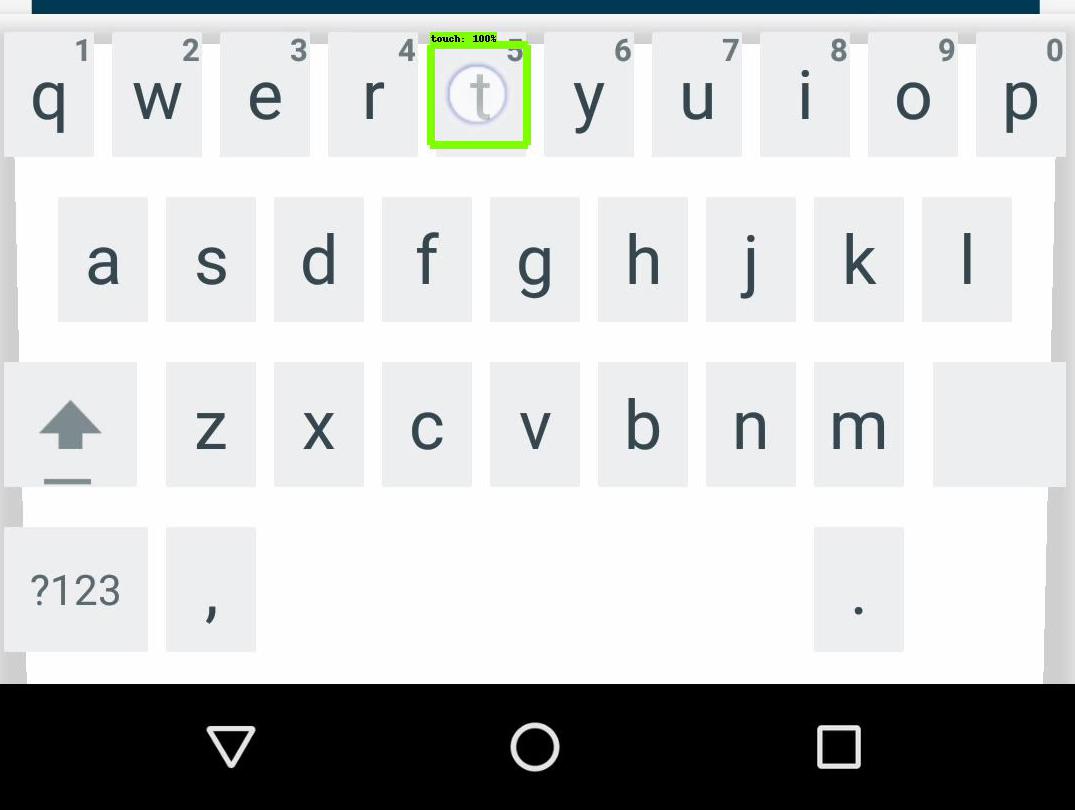 touch: 100%
1 2 3 4 5 6 7 8 9 0
q w e r t y u i o p
a s d f g h j k l
z x c v b n m
?123 , .